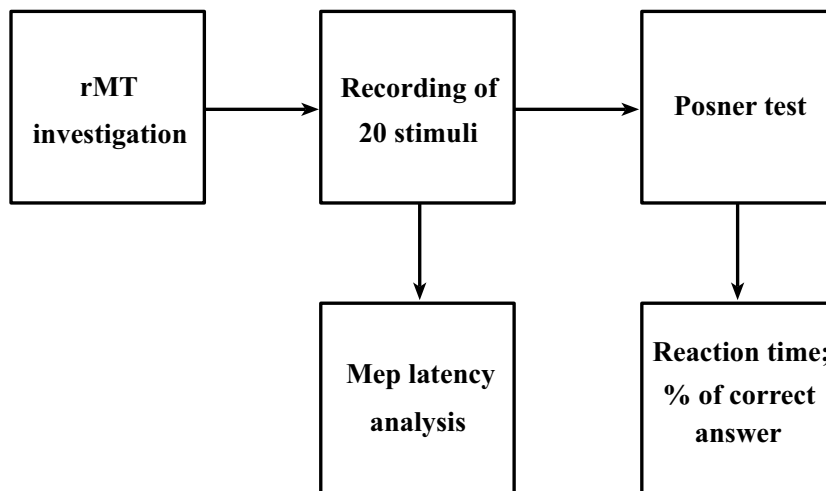 rMT
investigation
Recording of
20 stimuli
Posner test
Mep latency
analysis
Reaction time;
% of correct
answer